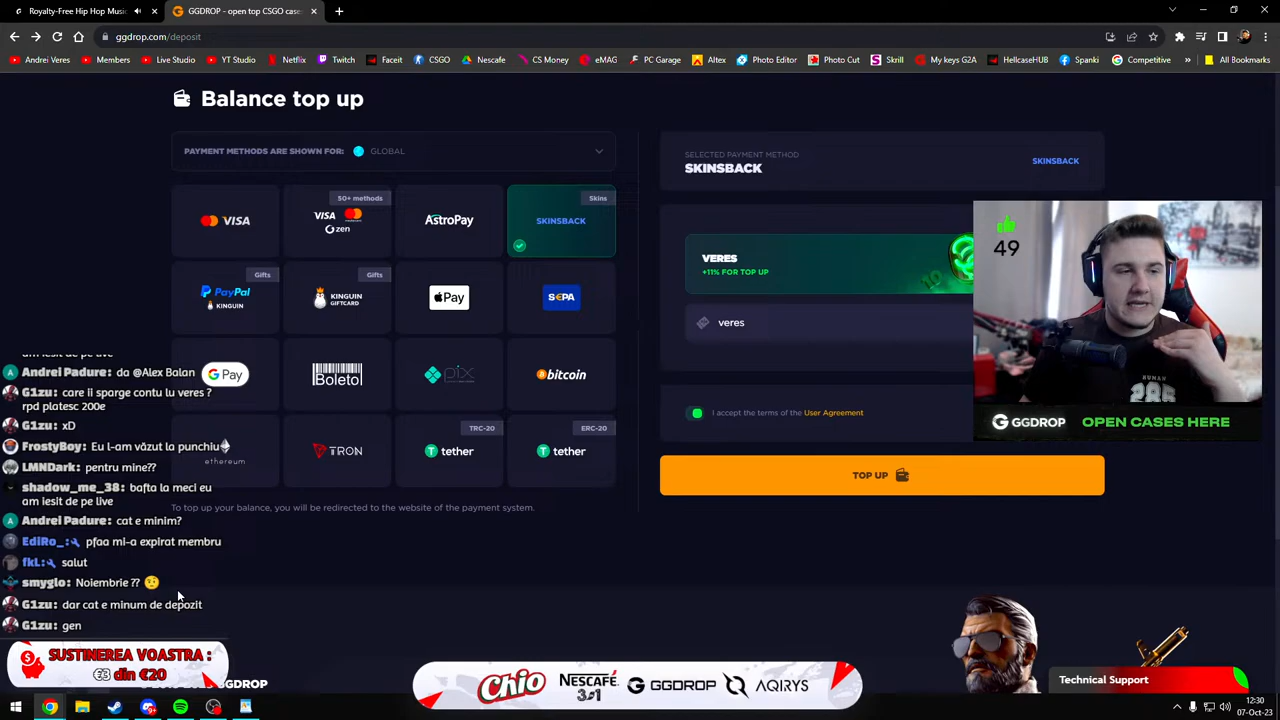 Royalty-Free Hip Hop Music
GGDROP - open top CSGO case
ggdrop.com/deposit
Andrei Veres
Members
Live Studio
YT Studio
Netflix
Twitch
Faceit
CSGO
Nescafe
CS Money
eMAG
PC Garage
Altex
Photo Editor
Photo Cut
Skrill
My keys G2A
HellcaseHUB
Spanki
Competitive
»
All Bookmarks
Balance top up
PAYMENT METHODS ARE SHOWN FOR: GLOBAL
VISA
50+ methods
VISA
zen
AstroPay
Skins
SKINSBACK
Gifts
PayPal
KINGUIN
Gifts
KINGUIN
GIFTCARD
Pay
SEPA
G Pay
Boleto
pix
bitcoin
ethereum
TRON
TRC-20
tether
ERC-20
tether
To top up your balance, you will be redirected to the website of the payment system.
SELECTED PAYMENT METHOD
SKINSBACK
SKINSBACK
VERES
+11% FOR TOP UP
veres
I accept the terms of the User Agreement
TOP UP
49
HUMAN
GGDROP OPEN CASES HERE
am iesit de pe live
Andrei Padure: da @Alex Balan
G1zu: care ii sparge contu lu veres ?
rpd platesc 200e
G1zu: xD
FrostyBoy: Eu l-am văzut la punchiu
LMNDark: pentru mine??
shadow_me_38: bafta la meci eu
am iesit de pe live
Andrei Padure: cat e minim?
EdiRo_: pfaa mi-a expirat membru
fkL: salut
smyglo: Noiembrie ?? 🤨
G1zu: dar cat e minum de depozit
G1zu: gen
SUSTINEREA VOASTRA :
€3 din €20
GGDROP
Chio
NESCAFÉ
3in1
GGDROP
AQIRYS
Technical Support
12:30
07-Oct-23